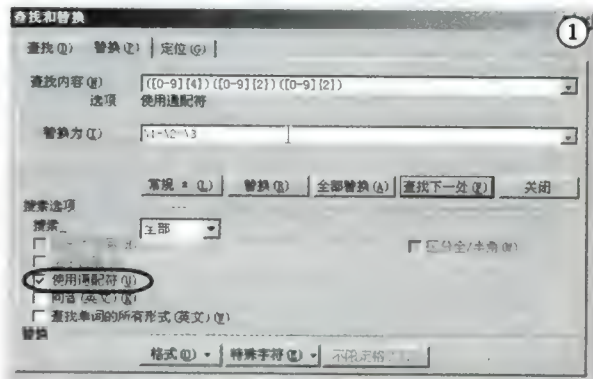 查找和替换
①
查找(D) 替换(P) 定位(G)
查找内容(N) ([0-9]{4})([0-9]{2})([0-9]{2})
选项 使用通配符
替换为(I) \1-\2-\3
常规 (L) 替换(R) 全部替换(A) 查找下一处(F) 关闭
搜索选项
搜索 全部
区分全/半角(M)
使用通配符(U)
同音(英文)(K)
查找单词的所有形式(英文)(W)
替换
格式(O) 特殊字符(E) 不限定格式